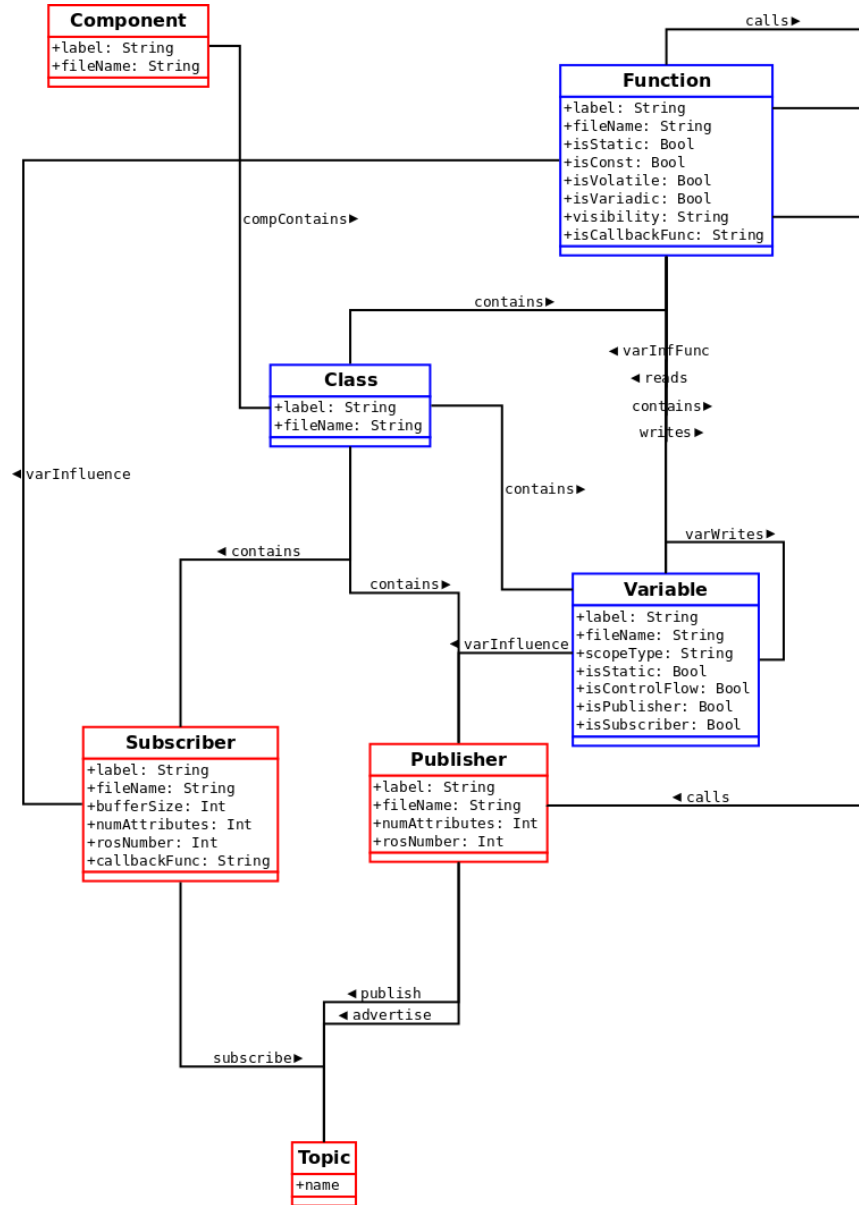 Component
+label: String
+fileName: String
calls►
Function
+label: String
+fileName: String
+isStatic: Bool
+isConst: Bool
+isVolatile: Bool
+isVariadic: Bool
+visibility: String
+isCallbackFunc: String
compContains►
contains►
◄varInfFunc
◄reads
contains►
writes►
Class
+label: String
+fileName: String
◄varInfluence
contains►
varWrites►
◄contains
contains►
Variable
+label: String
+fileName: String
+scopeType: String
+isStatic: Bool
+isControlFlow: Bool
+isPublisher: Bool
+isSubscriber: Bool
◄varInfluence
Subscriber
+label: String
+fileName: String
+bufferSize: Int
+numAttributes: Int
+rosNumber: Int
+callbackFunc: String
Publisher
+label: String
+fileName: String
+numAttributes: Int
+rosNumber: Int
◄calls
◄publish
◄advertise
subscribe►
Topic
+name